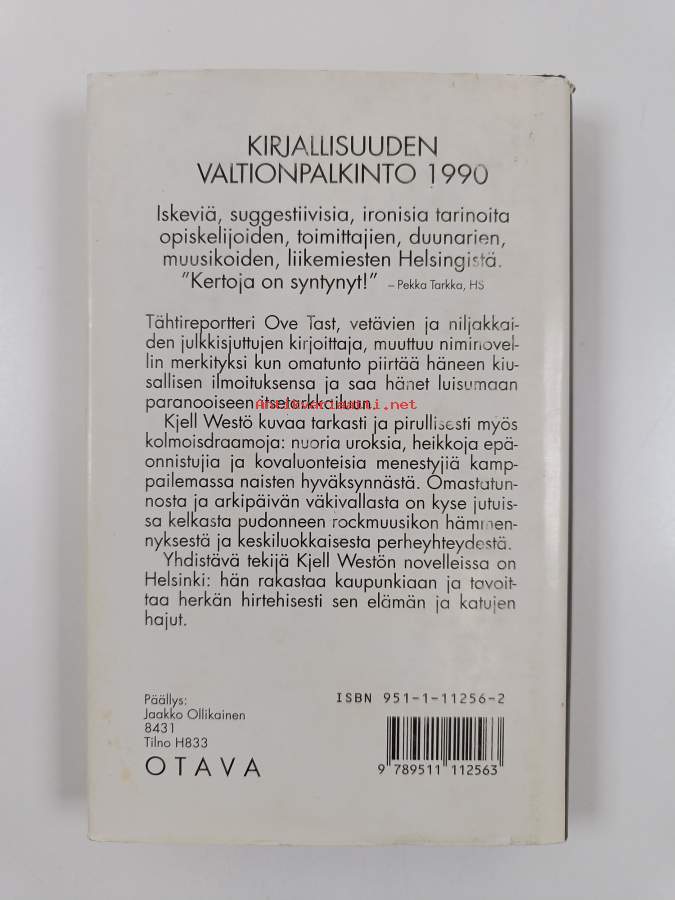 KIRJALLISUUDEN
VALTIONPALKINTO 1990
Iskeviä, suggestiivisia, ironisia tarinoita
opiskelijoiden, toimittajien, duunarien,
muusikoiden, liikemiesten Helsingistä.
"Kertoja on syntynyt!" – Pekka Tarkka, HS
Tähtireportteri Ove Tast, vetävien ja niljakkai-
den julkkisjuttujen kirjoittaja, muuttuu niminovel-
lin merkityksi kun omatunto piirtää häneen kiu-
sallisen ilmoituksensa ja saa hänet luisumaan
paranooiseen itsetarkkailuun.
Antikvariaatti.net
Kjell Westö kuvaa tarkasti ja pirullisesti myös
kolmoisdraamoja: nuoria uroksia, heikkoja epä-
onnistujia ja kovaluonteisia menestyjiä kamp-
pailemassa naisten hyväksynnästä. Omastatun-
nosta ja arkipäivän väkivallasta on kyse jutuis-
sa kelkasta pudonneen rockmuusikon hämmen-
nyksestä ja keskiluokkaisesta perheyhteydestä.
Yhdistävä tekijä Kjell Westön novelleissa on
Helsinki: hän rakastaa kaupunkiaan ja tavoit-
taa herkän hirtehisesti sen elämän ja katujen
hajut.
Päällys:
Jaakko Ollikainen
8431
Tilno H833
OTAVA
ISBN 951-1-11256-2
9 789511 112563